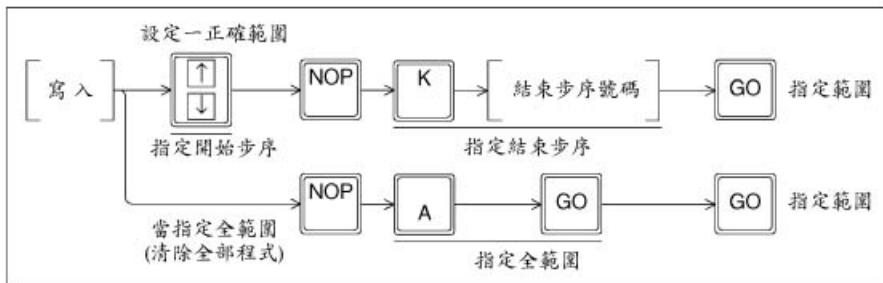 設定一正確範圍
[寫入] ↑ ↓ NOP K [結束步序號碼] GO 指定範圍
指定開始步序 指定結束步序
NOP A GO GO 指定範圍
當指定全範圍
(清除全部程式)
指定全範圍